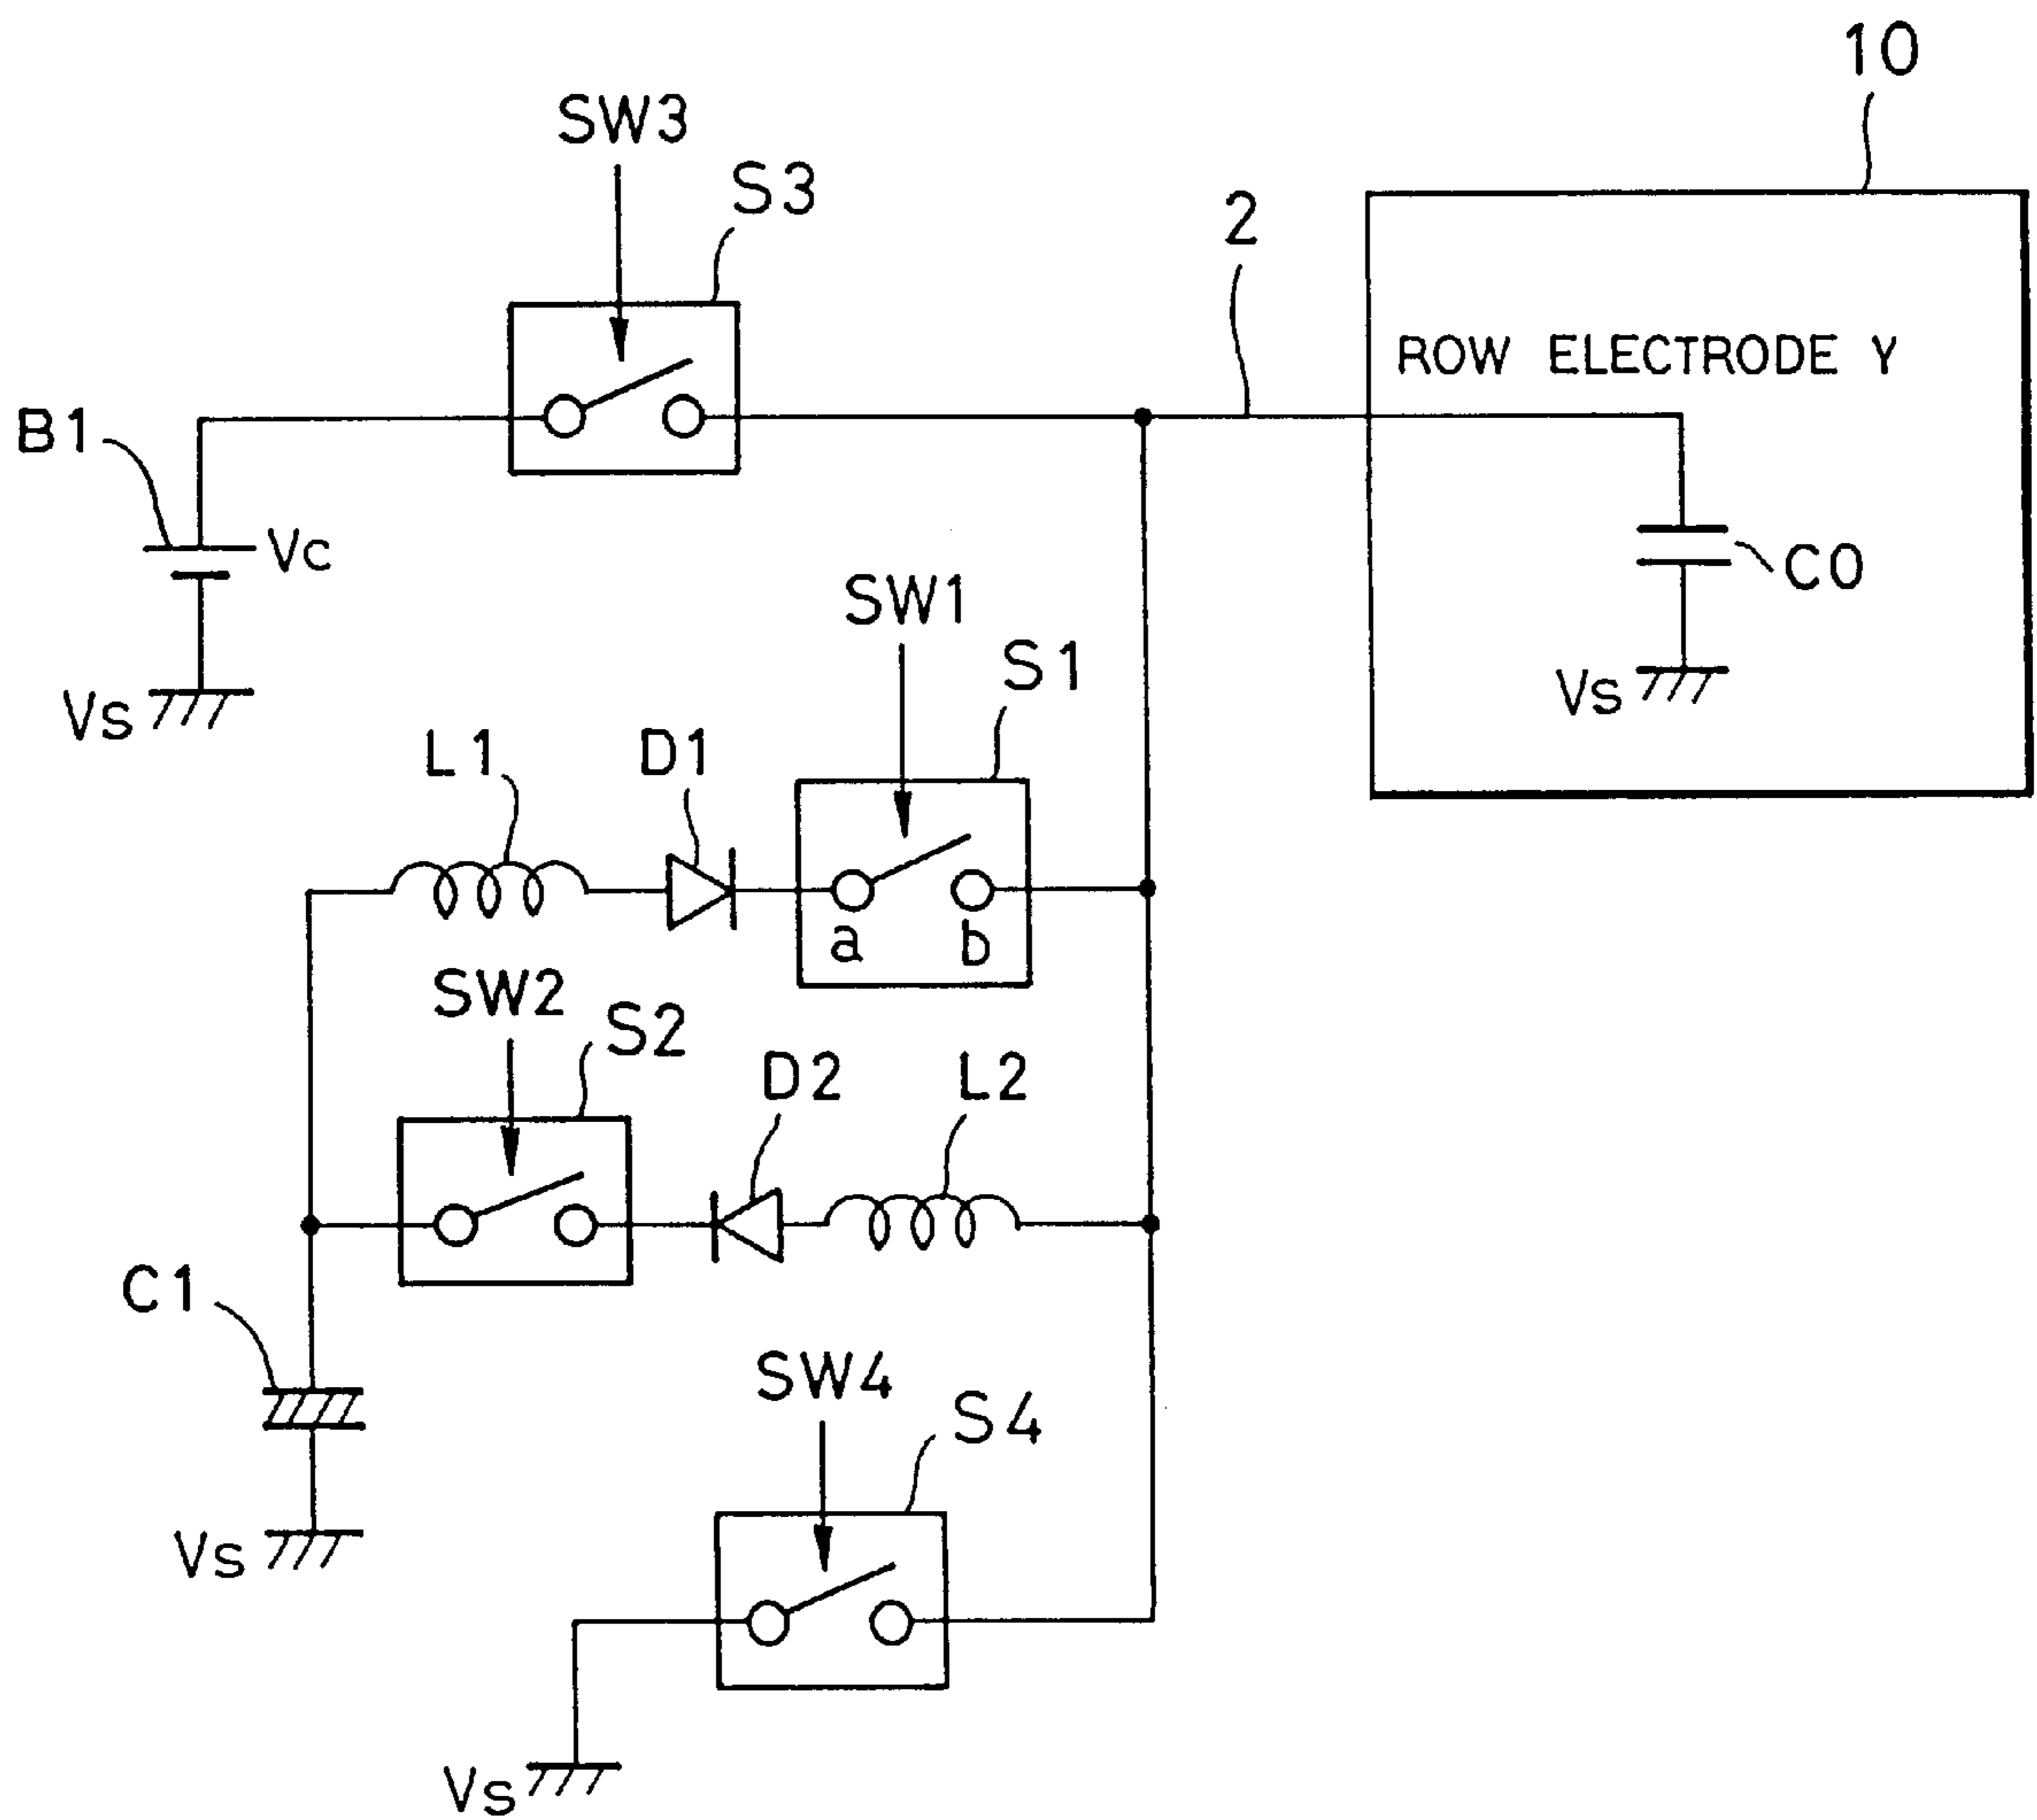 10
SW3
S3
2
ROW ELECTRODE Y
B1
Vc
C0
SW1
S1
Vs
Vs
L1
D1
a
b
SW2
S2
D2
L2
C1
SW4
S4
Vs
Vs